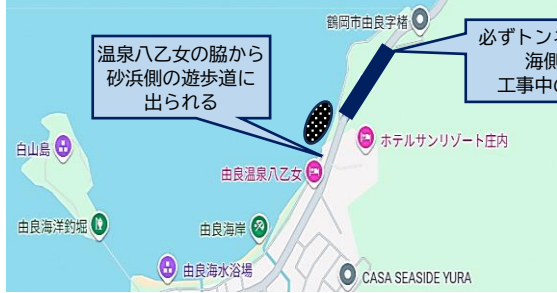 鶴岡市由良字楮
温泉八乙女の脇から
砂浜側の遊歩道に
出られる
必ずトンネ
海側
工事中の
白山島
ホテルサンリゾート庄内
由良温泉八乙女
由良海洋釣堀
由良海岸
由良海水浴場
CASA SEASIDE YURA